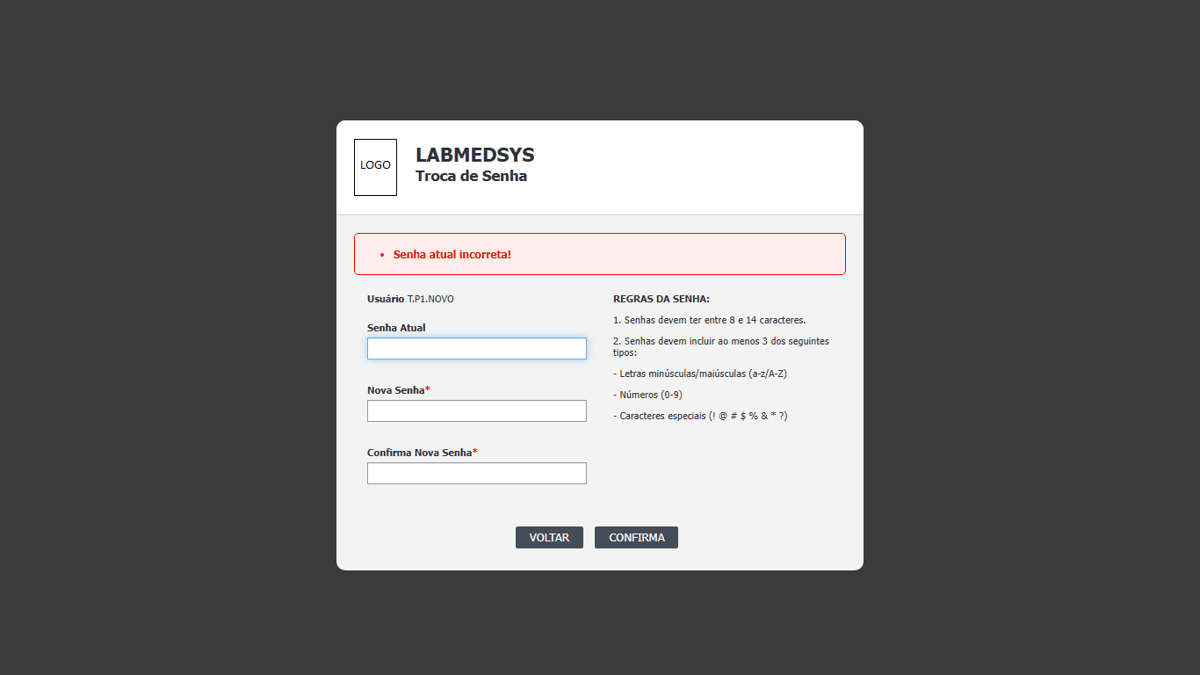 LOGO
LABMEDSYS
Troca de Senha
• Senha atual incorreta!
Usuário T.P1.NOVO
Senha Atual
Nova Senha*
Confirma Nova Senha*
REGRAS DA SENHA:
1. Senhas devem ter entre 8 e 14 caracteres.
2. Senhas devem incluir ao menos 3 dos seguintes
tipos:
- Letras minúsculas/maiúsculas (a-z/A-Z)
- Números (0-9)
- Caracteres especiais (! @ # $ % & * ?)
VOLTAR
CONFIRMA